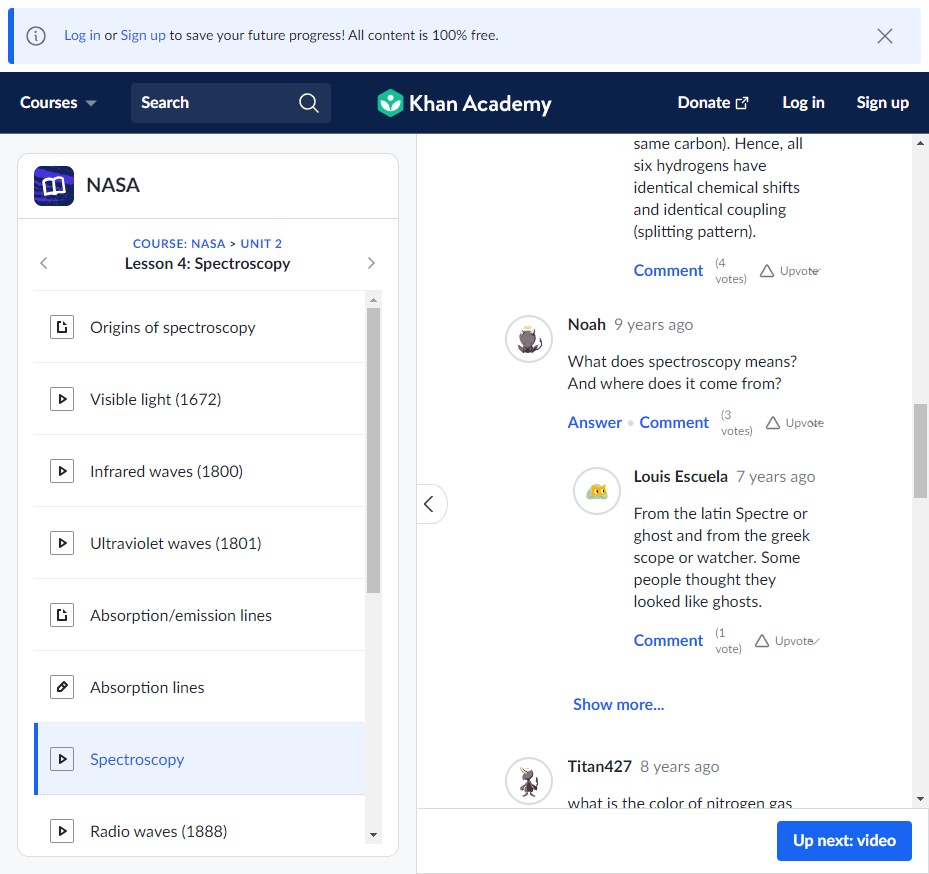 Log in or Sign up to save your future progress! All content is 100% free.
Courses
Search
Khan Academy
Donate
Log in
Sign up
NASA
COURSE: NASA > UNIT 2
Lesson 4: Spectroscopy
Origins of spectroscopy
Visible light (1672)
Infrared waves (1800)
Ultraviolet waves (1801)
Absorption/emission lines
Absorption lines
Spectroscopy
Radio waves (1888)
same carbon). Hence, all
six hydrogens have
identical chemical shifts
and identical coupling
(splitting pattern).
Comment (4 votes) Upvote
Noah 9 years ago
What does spectroscopy means?
And where does it come from?
Answer • Comment (3 votes) Upvote
Louis Escuela 7 years ago
From the latin Spectre or
ghost and from the greek
scope or watcher. Some
people thought they
looked like ghosts.
Comment (1 vote) Upvote
Show more...
Titan427 8 years ago
what is the color of nitrogen gas
Up next: video